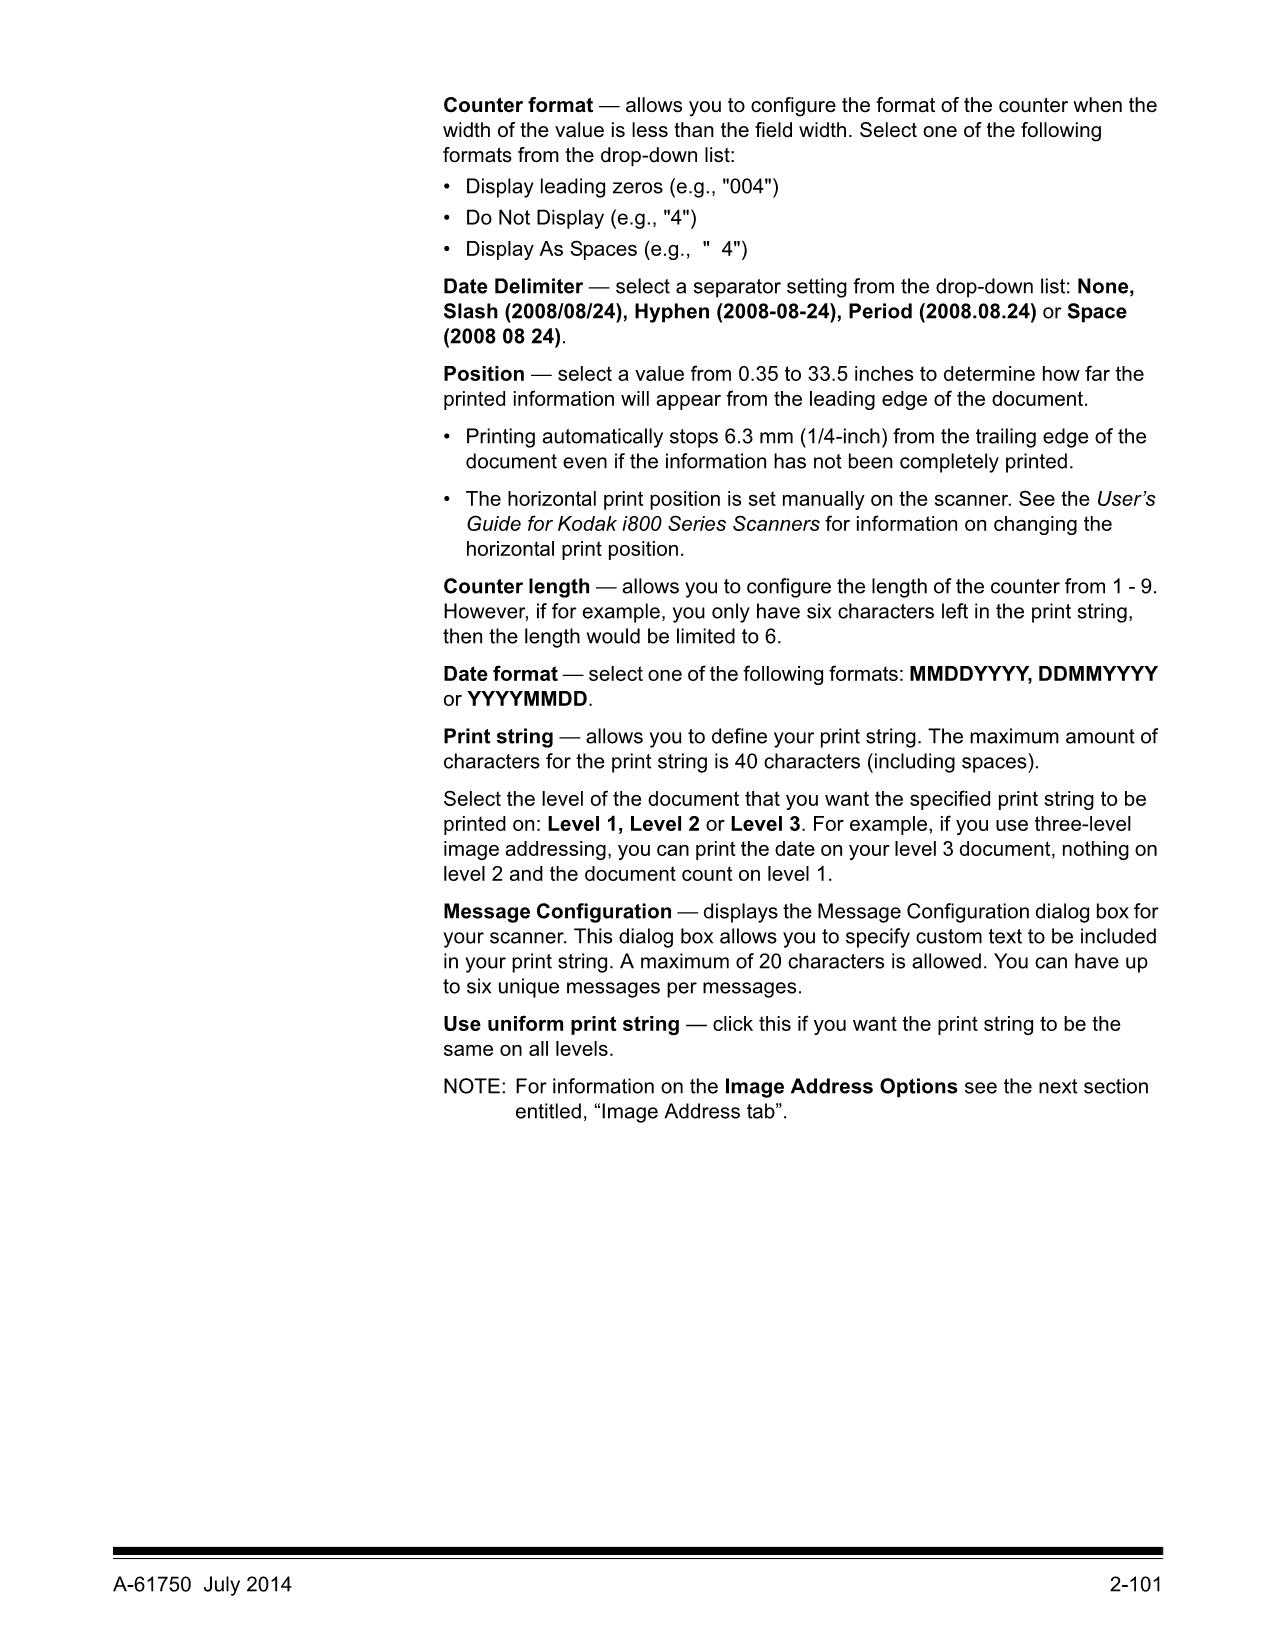 Counter format — allows you to configure the format of the counter when the
width of the value is less than the field width. Select one of the following
formats from the drop-down list:
• Display leading zeros (e.g., "004")
• Do Not Display (e.g., "4")
• Display As Spaces (e.g.,  "  4")
Date Delimiter — select a separator setting from the drop-down list: None,
Slash (2008/08/24), Hyphen (2008-08-24), Period (2008.08.24) or Space
(2008 08 24).
Position — select a value from 0.35 to 33.5 inches to determine how far the
printed information will appear from the leading edge of the document.
• Printing automatically stops 6.3 mm (1/4-inch) from the trailing edge of the
document even if the information has not been completely printed.
• The horizontal print position is set manually on the scanner. See the User’s
Guide for Kodak i800 Series Scanners for information on changing the
horizontal print position.
Counter length — allows you to configure the length of the counter from 1 - 9.
However, if for example, you only have six characters left in the print string,
then the length would be limited to 6.
Date format — select one of the following formats: MMDDYYYY, DDMMYYYY
or YYYYMMDD.
Print string — allows you to define your print string. The maximum amount of
characters for the print string is 40 characters (including spaces).
Select the level of the document that you want the specified print string to be
printed on: Level 1, Level 2 or Level 3. For example, if you use three-level
image addressing, you can print the date on your level 3 document, nothing on
level 2 and the document count on level 1.
Message Configuration — displays the Message Configuration dialog box for
your scanner. This dialog box allows you to specify custom text to be included
in your print string. A maximum of 20 characters is allowed. You can have up
to six unique messages per messages.
Use uniform print string — click this if you want the print string to be the
same on all levels.
NOTE: For information on the Image Address Options see the next section
entitled, “Image Address tab”.
A-61750  July 2014 2-101